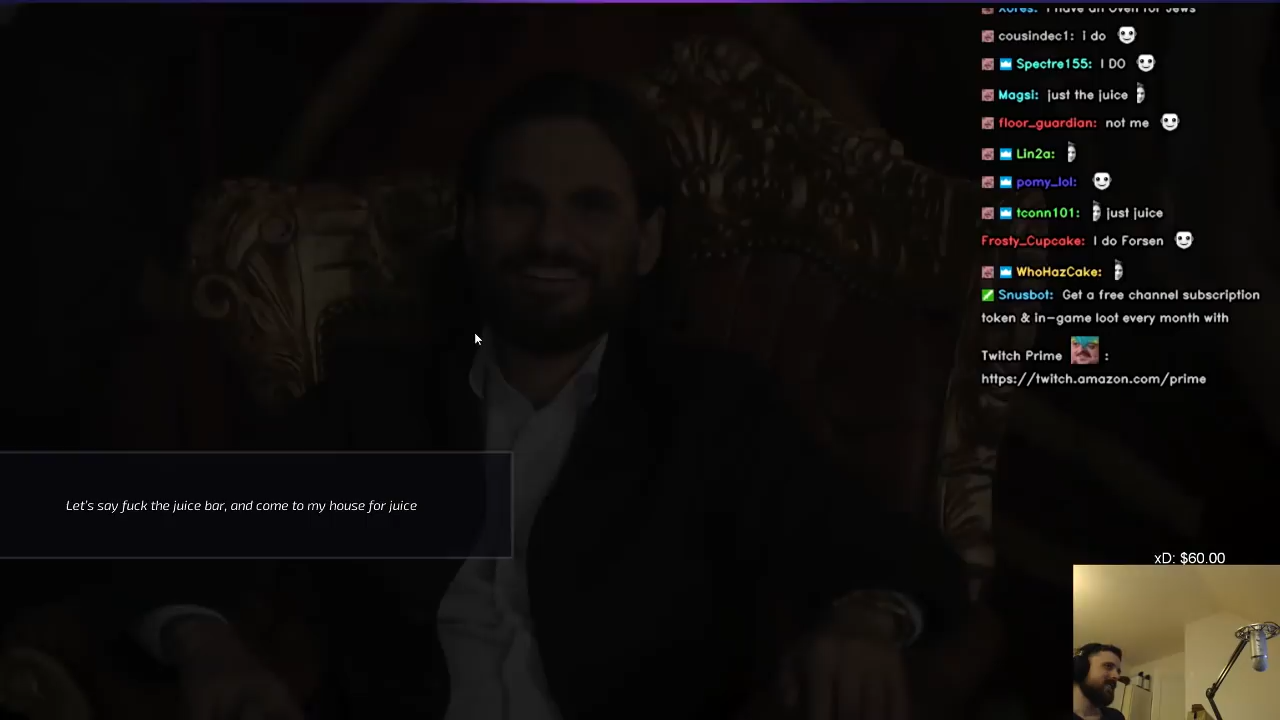 Xores: I have an oven for Jews
cousindec1: i do
Spectre155: I DO
Magsi: just the juice
floor_guardian: not me
Lin2a:
pomy_lol:
tconn101: just juice
Frosty_Cupcake: I do Forsen
WhoHazCake:
Snusbot: Get a free channel subscription
token & in-game loot every month with
Twitch Prime :
https://twitch.amazon.com/prime
Let's say fuck the juice bar, and come to my house for juice
xD: $60.00